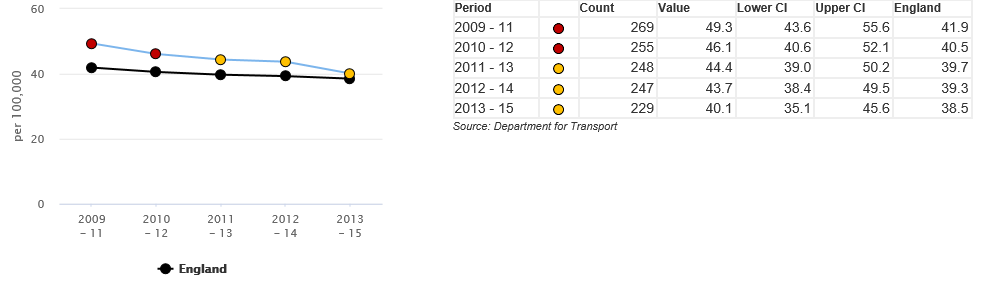 60
40
20
0
per 100,000
2009 - 11
2010 - 12
2011 - 13
2012 - 14
2013 - 15
England
Period Count Value Lower CI Upper CI England
2009 - 11 269 49.3 43.6 55.6 41.9
2010 - 12 255 46.1 40.6 52.1 40.5
2011 - 13 248 44.4 39.0 50.2 39.7
2012 - 14 247 43.7 38.4 49.5 39.3
2013 - 15 229 40.1 35.1 45.6 38.5
Source: Department for Transport